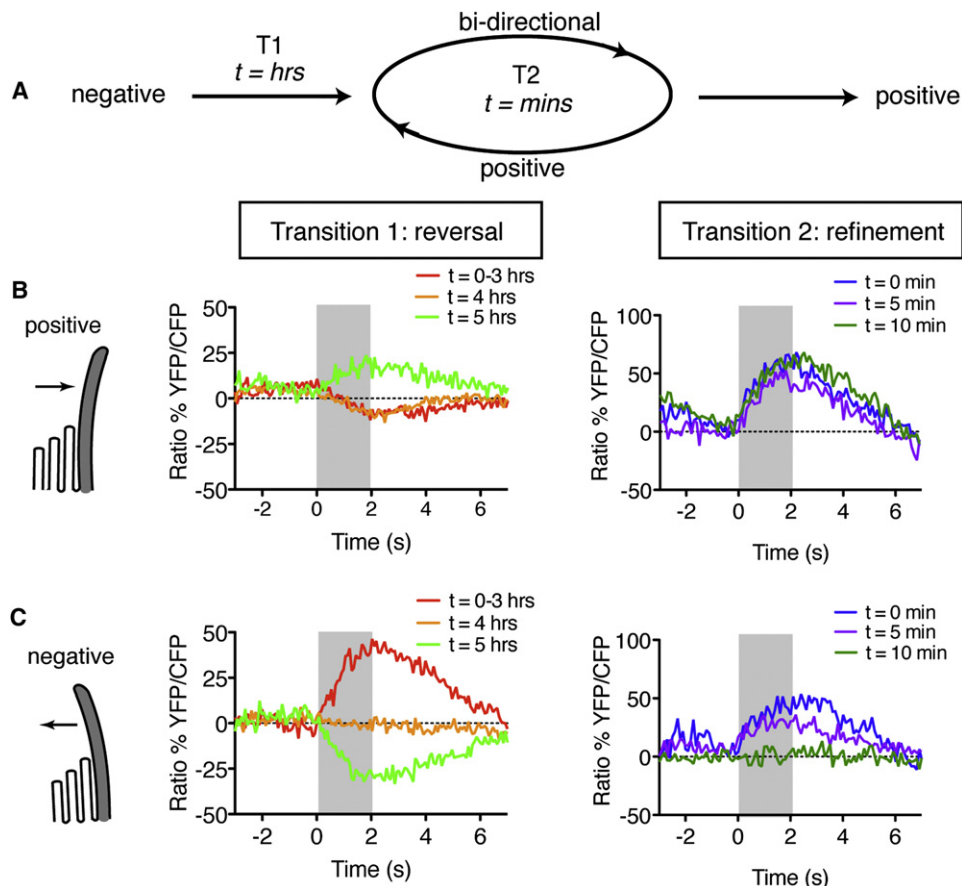 A
negative
T1
t = hrs
bi-directional
T2
t = mins
positive
positive
Transition 1: reversal
Transition 2: refinement
B
positive
t = 0-3 hrs
t = 4 hrs
t = 5 hrs
Ratio % YFP/CFP
50
25
0
-25
-50
-2 0 2 4 6
Time (s)
t = 0 min
t = 5 min
t = 10 min
Ratio % YFP/CFP
100
50
0
-50
-2 0 2 4 6
Time (s)
C
negative
t = 0-3 hrs
t = 4 hrs
t = 5 hrs
Ratio % YFP/CFP
50
25
0
-25
-50
-2 0 2 4 6
Time (s)
t = 0 min
t = 5 min
t = 10 min
Ratio % YFP/CFP
100
50
0
-50
-2 0 2 4 6
Time (s)